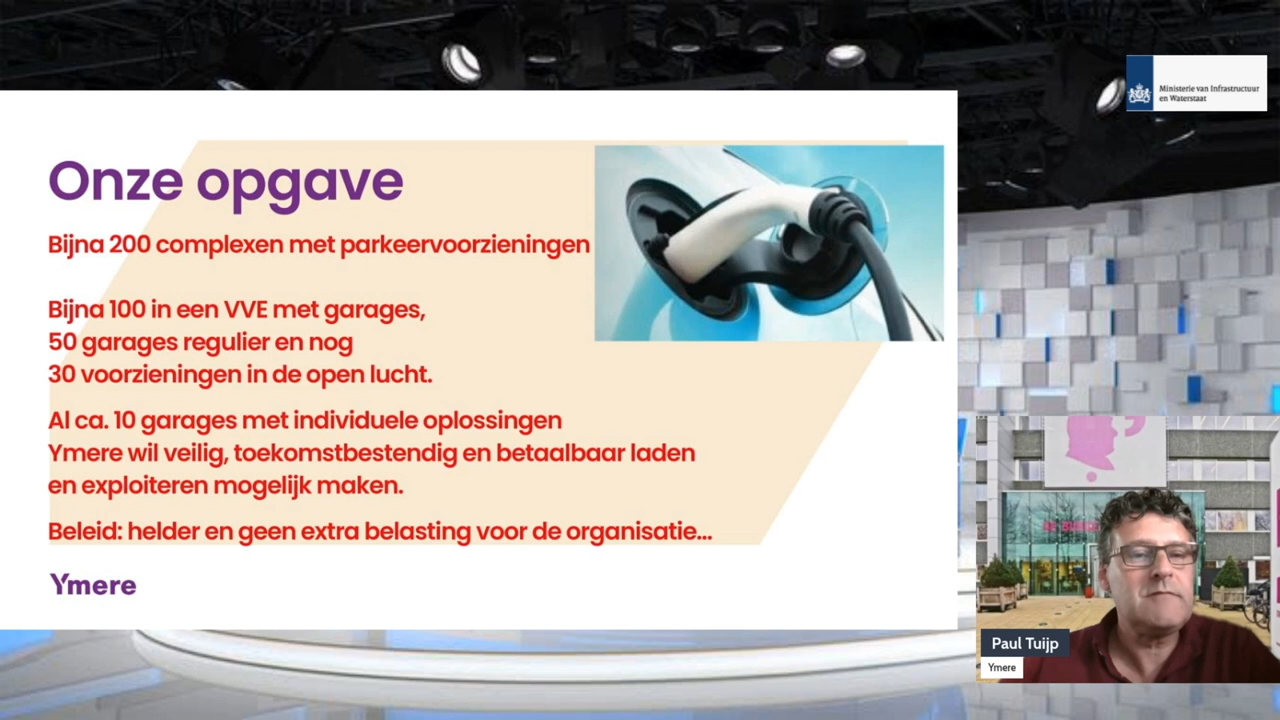 Ministerie van Infrastructuur
en Waterstaat
Onze opgave
Bijna 200 complexen met parkeervoorzieningen
Bijna 100 in een VVE met garages,
50 garages regulier en nog
30 voorzieningen in de open lucht.
Al ca. 10 garages met individuele oplossingen
Ymere wil veilig, toekomstbestendig en betaalbaar laden
en exploiteren mogelijk maken.
Beleid: helder en geen extra belasting voor de organisatie...
Ymere
Paul Tuijp
Ymere